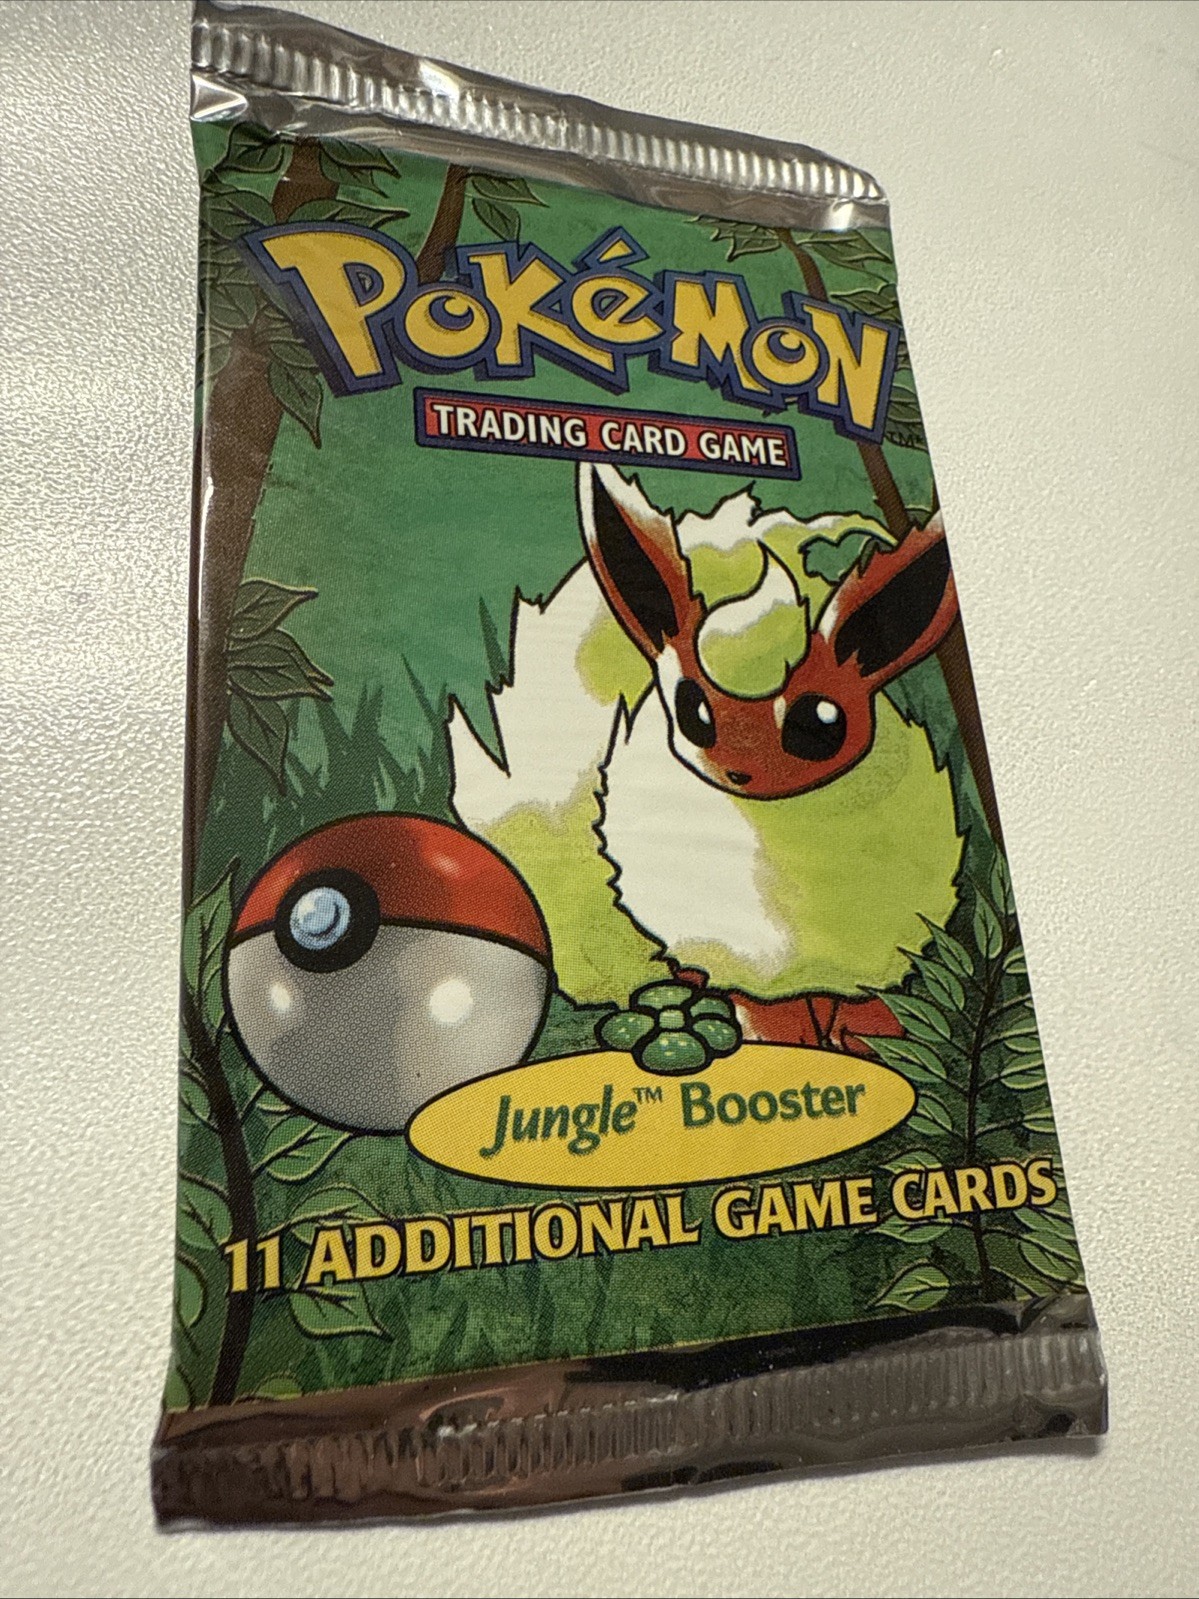 POKéMON
TM*
TRADING CARD GAME
Jungle™ Booster
11 ADDITIONAL GAME CARDS